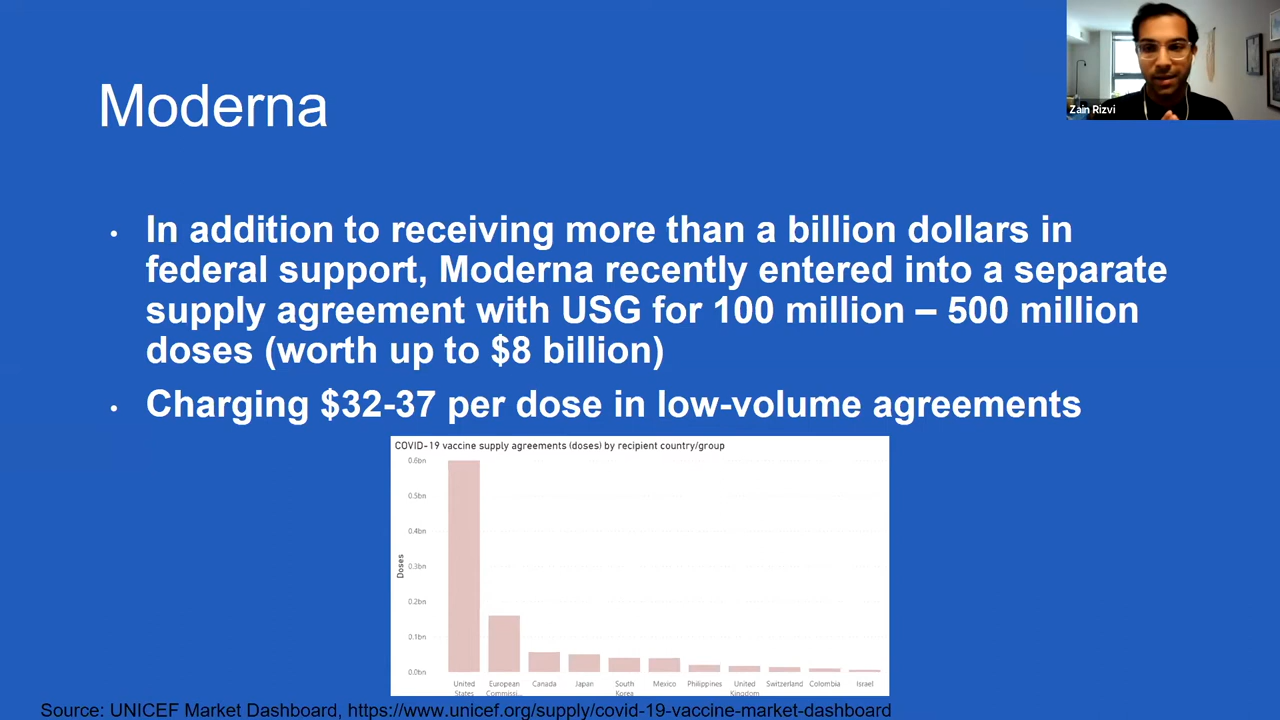 Zain Rizvi
Moderna
• In addition to receiving more than a billion dollars in
federal support, Moderna recently entered into a separate
supply agreement with USG for 100 million – 500 million
doses (worth up to $8 billion)
• Charging $32-37 per dose in low-volume agreements
COVID-19 vaccine supply agreements (doses) by recipient country/group
0.6bn
0.5bn
0.4bn
0.3bn
0.2bn
0.1bn
0.0bn
Doses
United States
European Commissi...
Canada
Japan
South Korea
Mexico
Philippines
United Kingdom
Switzerland
Colombia
Israel
Source: UNICEF Market Dashboard, https://www.unicef.org/supply/covid-19-vaccine-market-dashboard